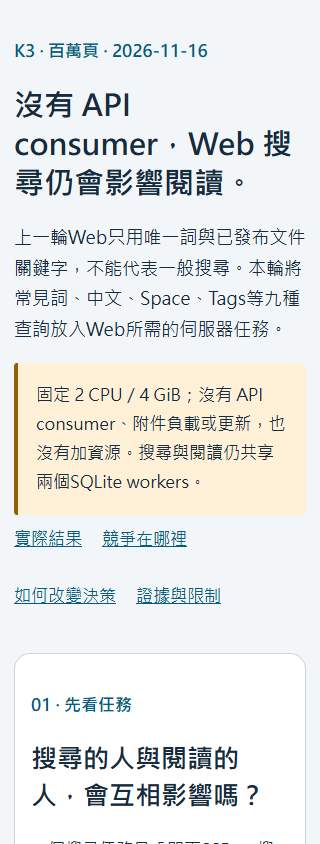 K3 · 百萬頁 · 2026-11-16
沒有 API
consumer，Web 搜
尋仍會影響閱讀。
上一輪Web只用唯一詞與已發布文件
關鍵字，不能代表一般搜尋。本輪將
常見詞、中文、Space、Tags等九種
查詢放入Web所需的伺服器任務。
固定 2 CPU / 4 GiB；沒有 API
consumer、附件負載或更新，也
沒有加資源。搜尋與閱讀仍共享
兩個SQLite workers。
實際結果 競爭在哪裡
如何改變決策 證據與限制
01 · 先看任務
搜尋的人與閱讀的
人，會互相影響嗎？